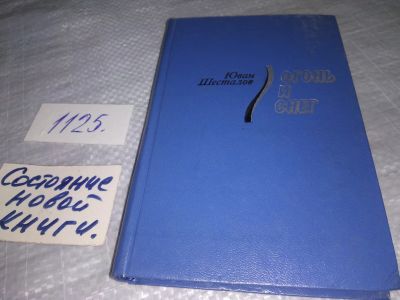 Юван
Шесталов
огонь
и
снег
1125.
Состояние
новой
книги.